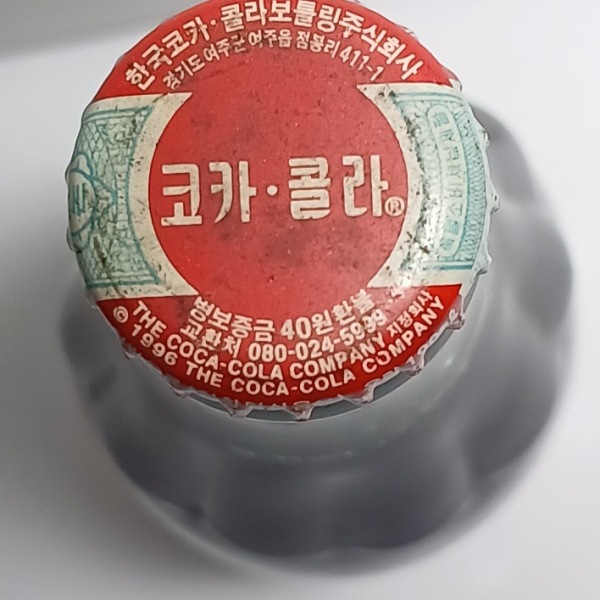 한국코카·콜라보틀링주식회사
경기도 여주군 여주읍 점봉리 411-1
코카·콜라®
병보증금 40원 환불
교환처 080-024-5999
THE COCA-COLA COMPANY 지정회사
© 1996 THE COCA-COLA COMPANY